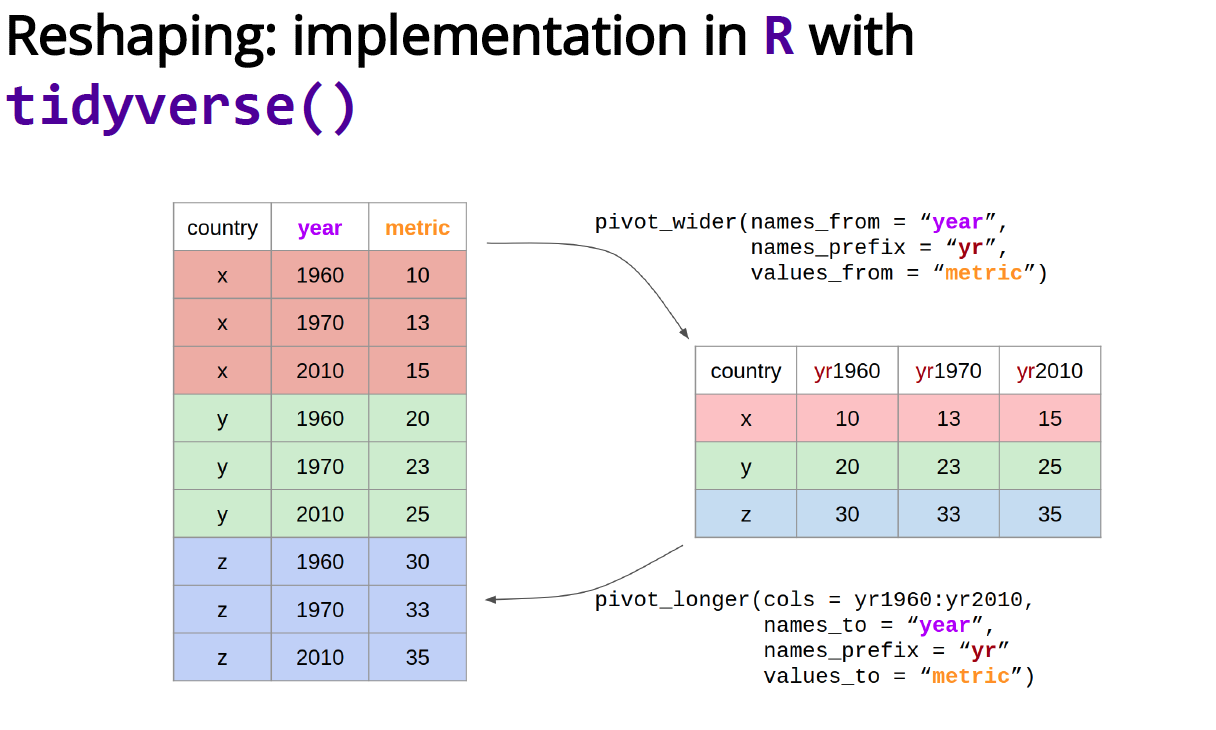 Reshaping: implementation in R with
tidyverse()
country year metric
x 1960 10
x 1970 13
x 2010 15
y 1960 20
y 1970 23
y 2010 25
z 1960 30
z 1970 33
z 2010 35
pivot_wider(names_from = “year”,
names_prefix = “yr”,
values_from = “metric”)
country yr1960 yr1970 yr2010
x 10 13 15
y 20 23 25
z 30 33 35
pivot_longer(cols = yr1960:yr2010,
names_to = “year”,
names_prefix = “yr”
values_to = “metric”)